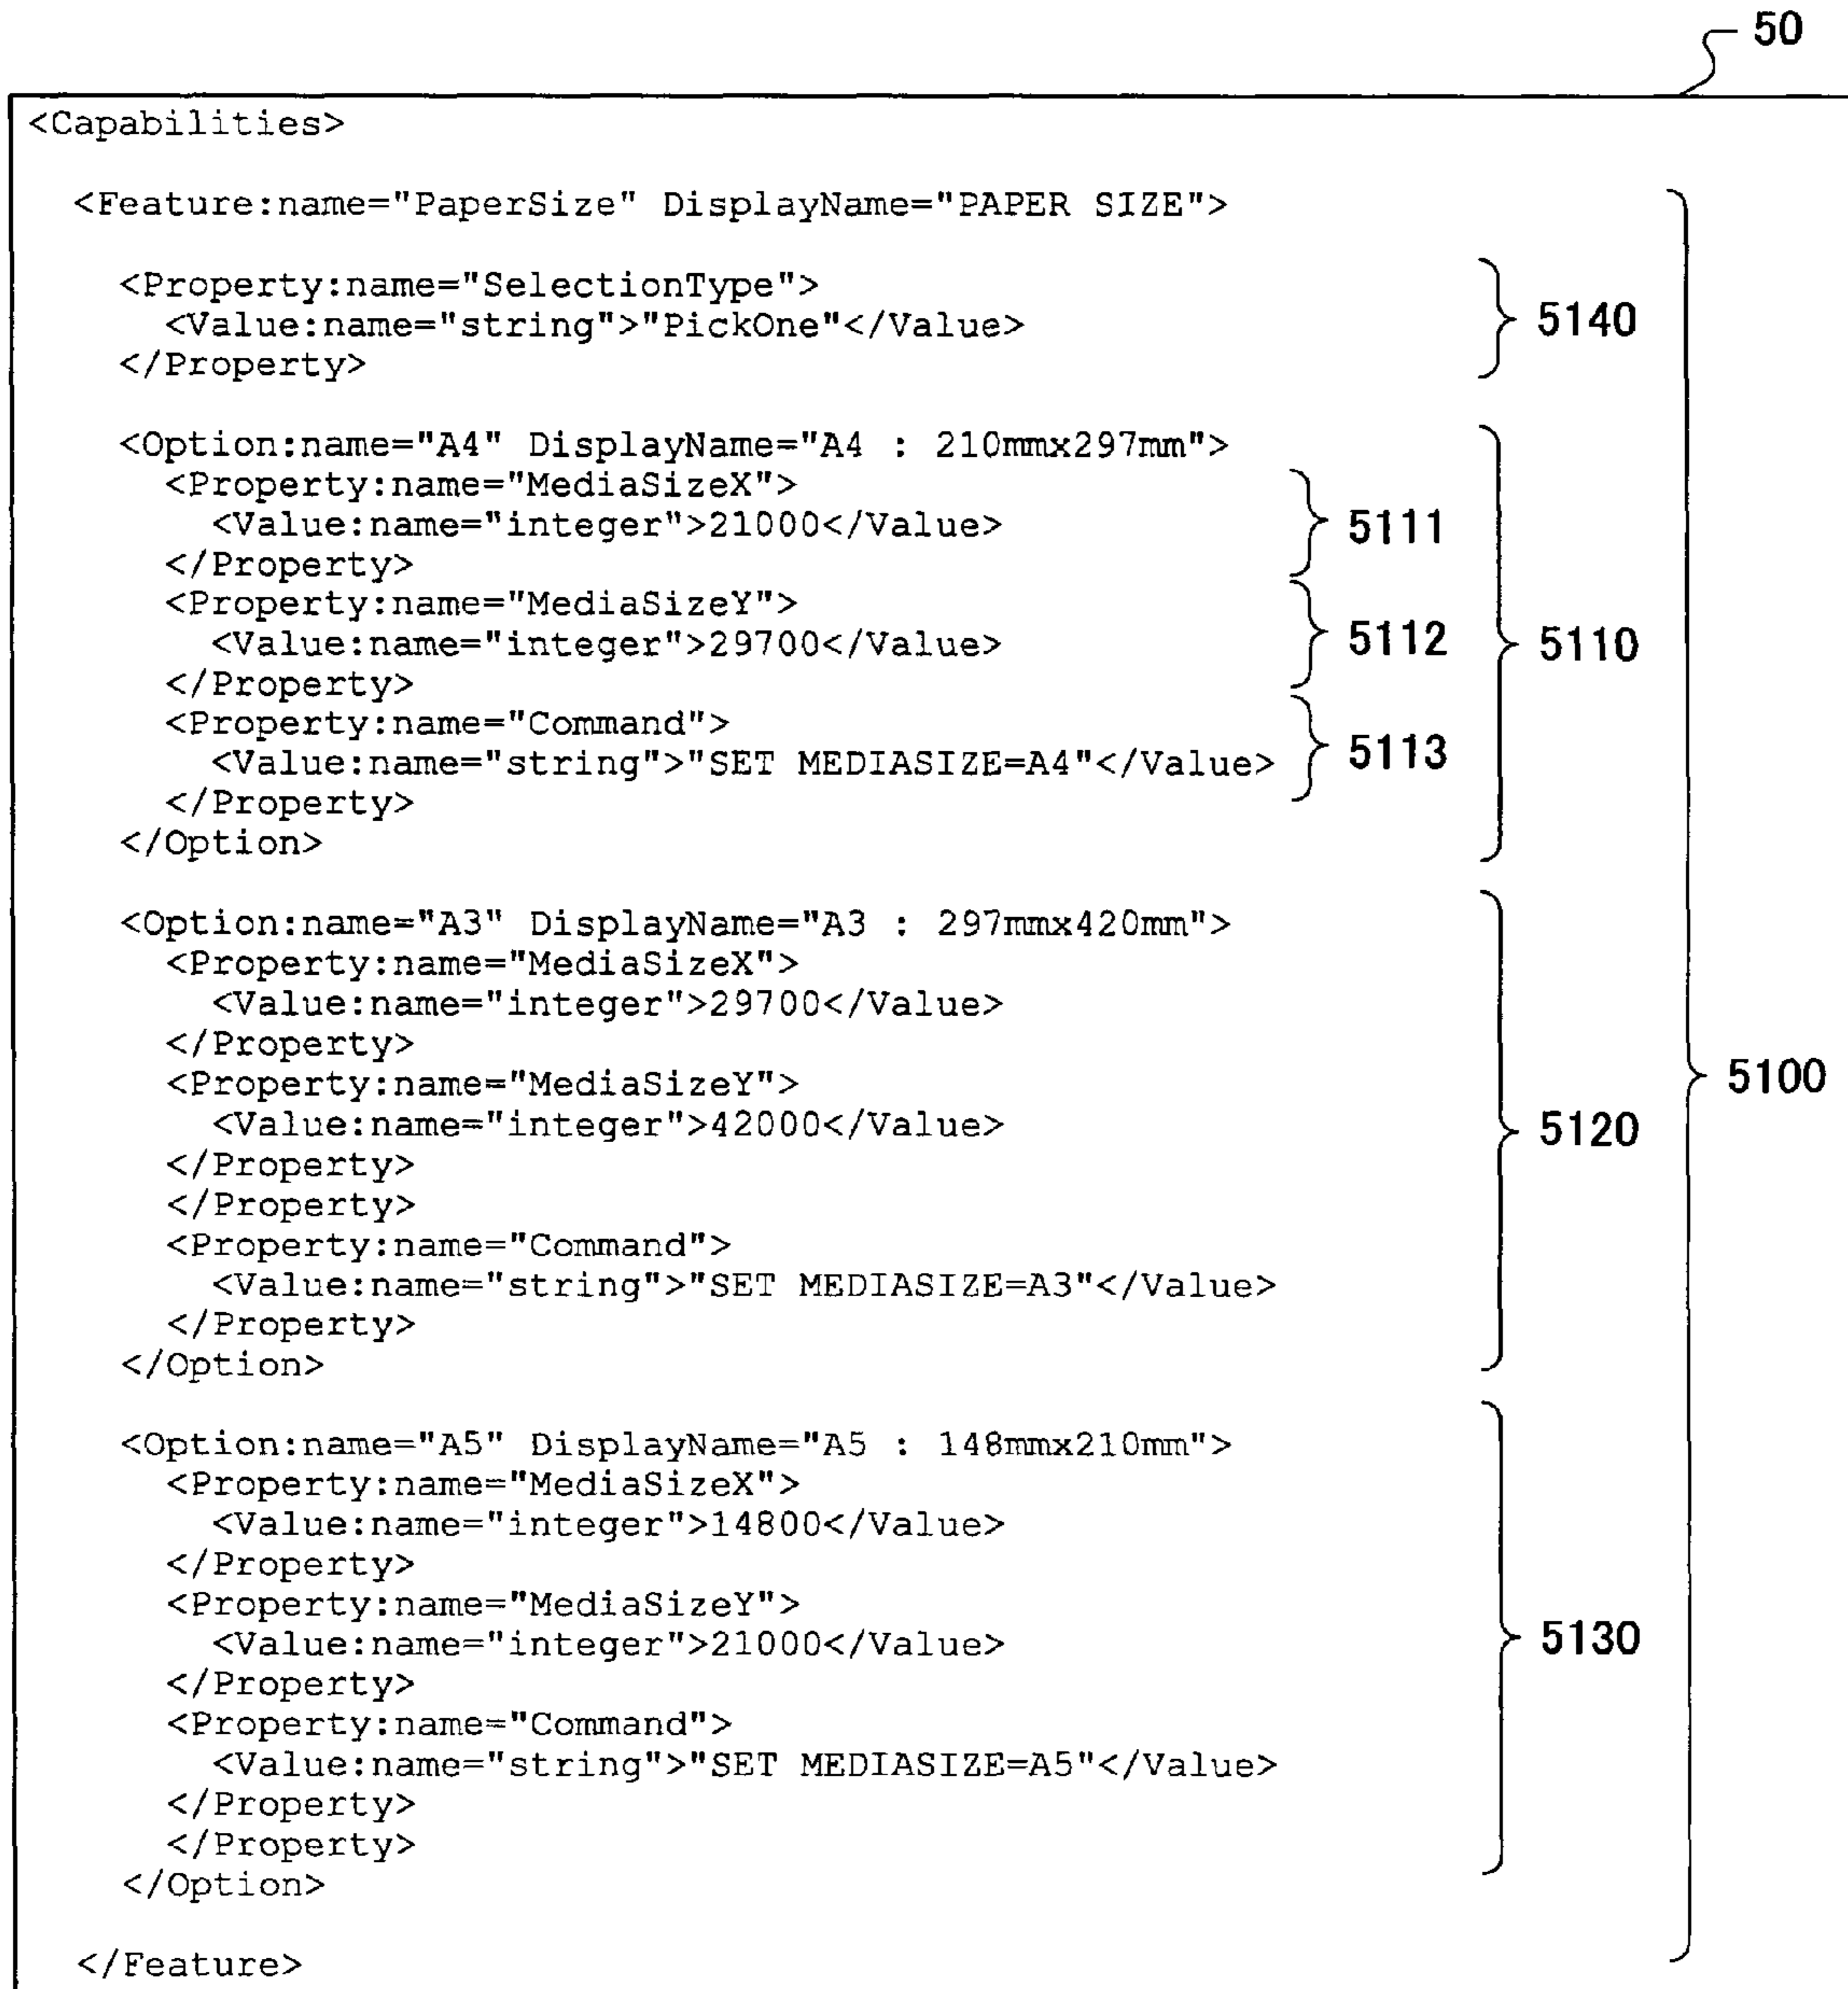 50
<Capabilities>
<Feature:name="PaperSize" DisplayName="PAPER SIZE">
<Property:name="SelectionType">
<Value:name="string">"PickOne"</Value>
</Property>
5140
<Option:name="A4" DisplayName="A4 : 210mmx297mm">
<Property:name="MediaSizeX">
<Value:name="integer">21000</Value>
</Property>
5111
<Property:name="MediaSizeY">
<Value:name="integer">29700</Value>
</Property>
5112
<Property:name="Command">
<Value:name="string">"SET MEDIASIZE=A4"</Value>
</Property>
5113
</Option>
5110
<Option:name="A3" DisplayName="A3 : 297mmx420mm">
<Property:name="MediaSizeX">
<Value:name="integer">29700</Value>
</Property>
<Property:name="MediaSizeY">
<Value:name="integer">42000</Value>
</Property>
</Property>
<Property:name="Command">
<Value:name="string">"SET MEDIASIZE=A3"</Value>
</Property>
</Option>
5120
<Option:name="A5" DisplayName="A5 : 148mmx210mm">
<Property:name="MediaSizeX">
<Value:name="integer">14800</Value>
</Property>
<Property:name="MediaSizeY">
<Value:name="integer">21000</Value>
</Property>
<Property:name="Command">
<Value:name="string">"SET MEDIASIZE=A5"</Value>
</Property>
</Property>
</Option>
5130
</Feature>
5100